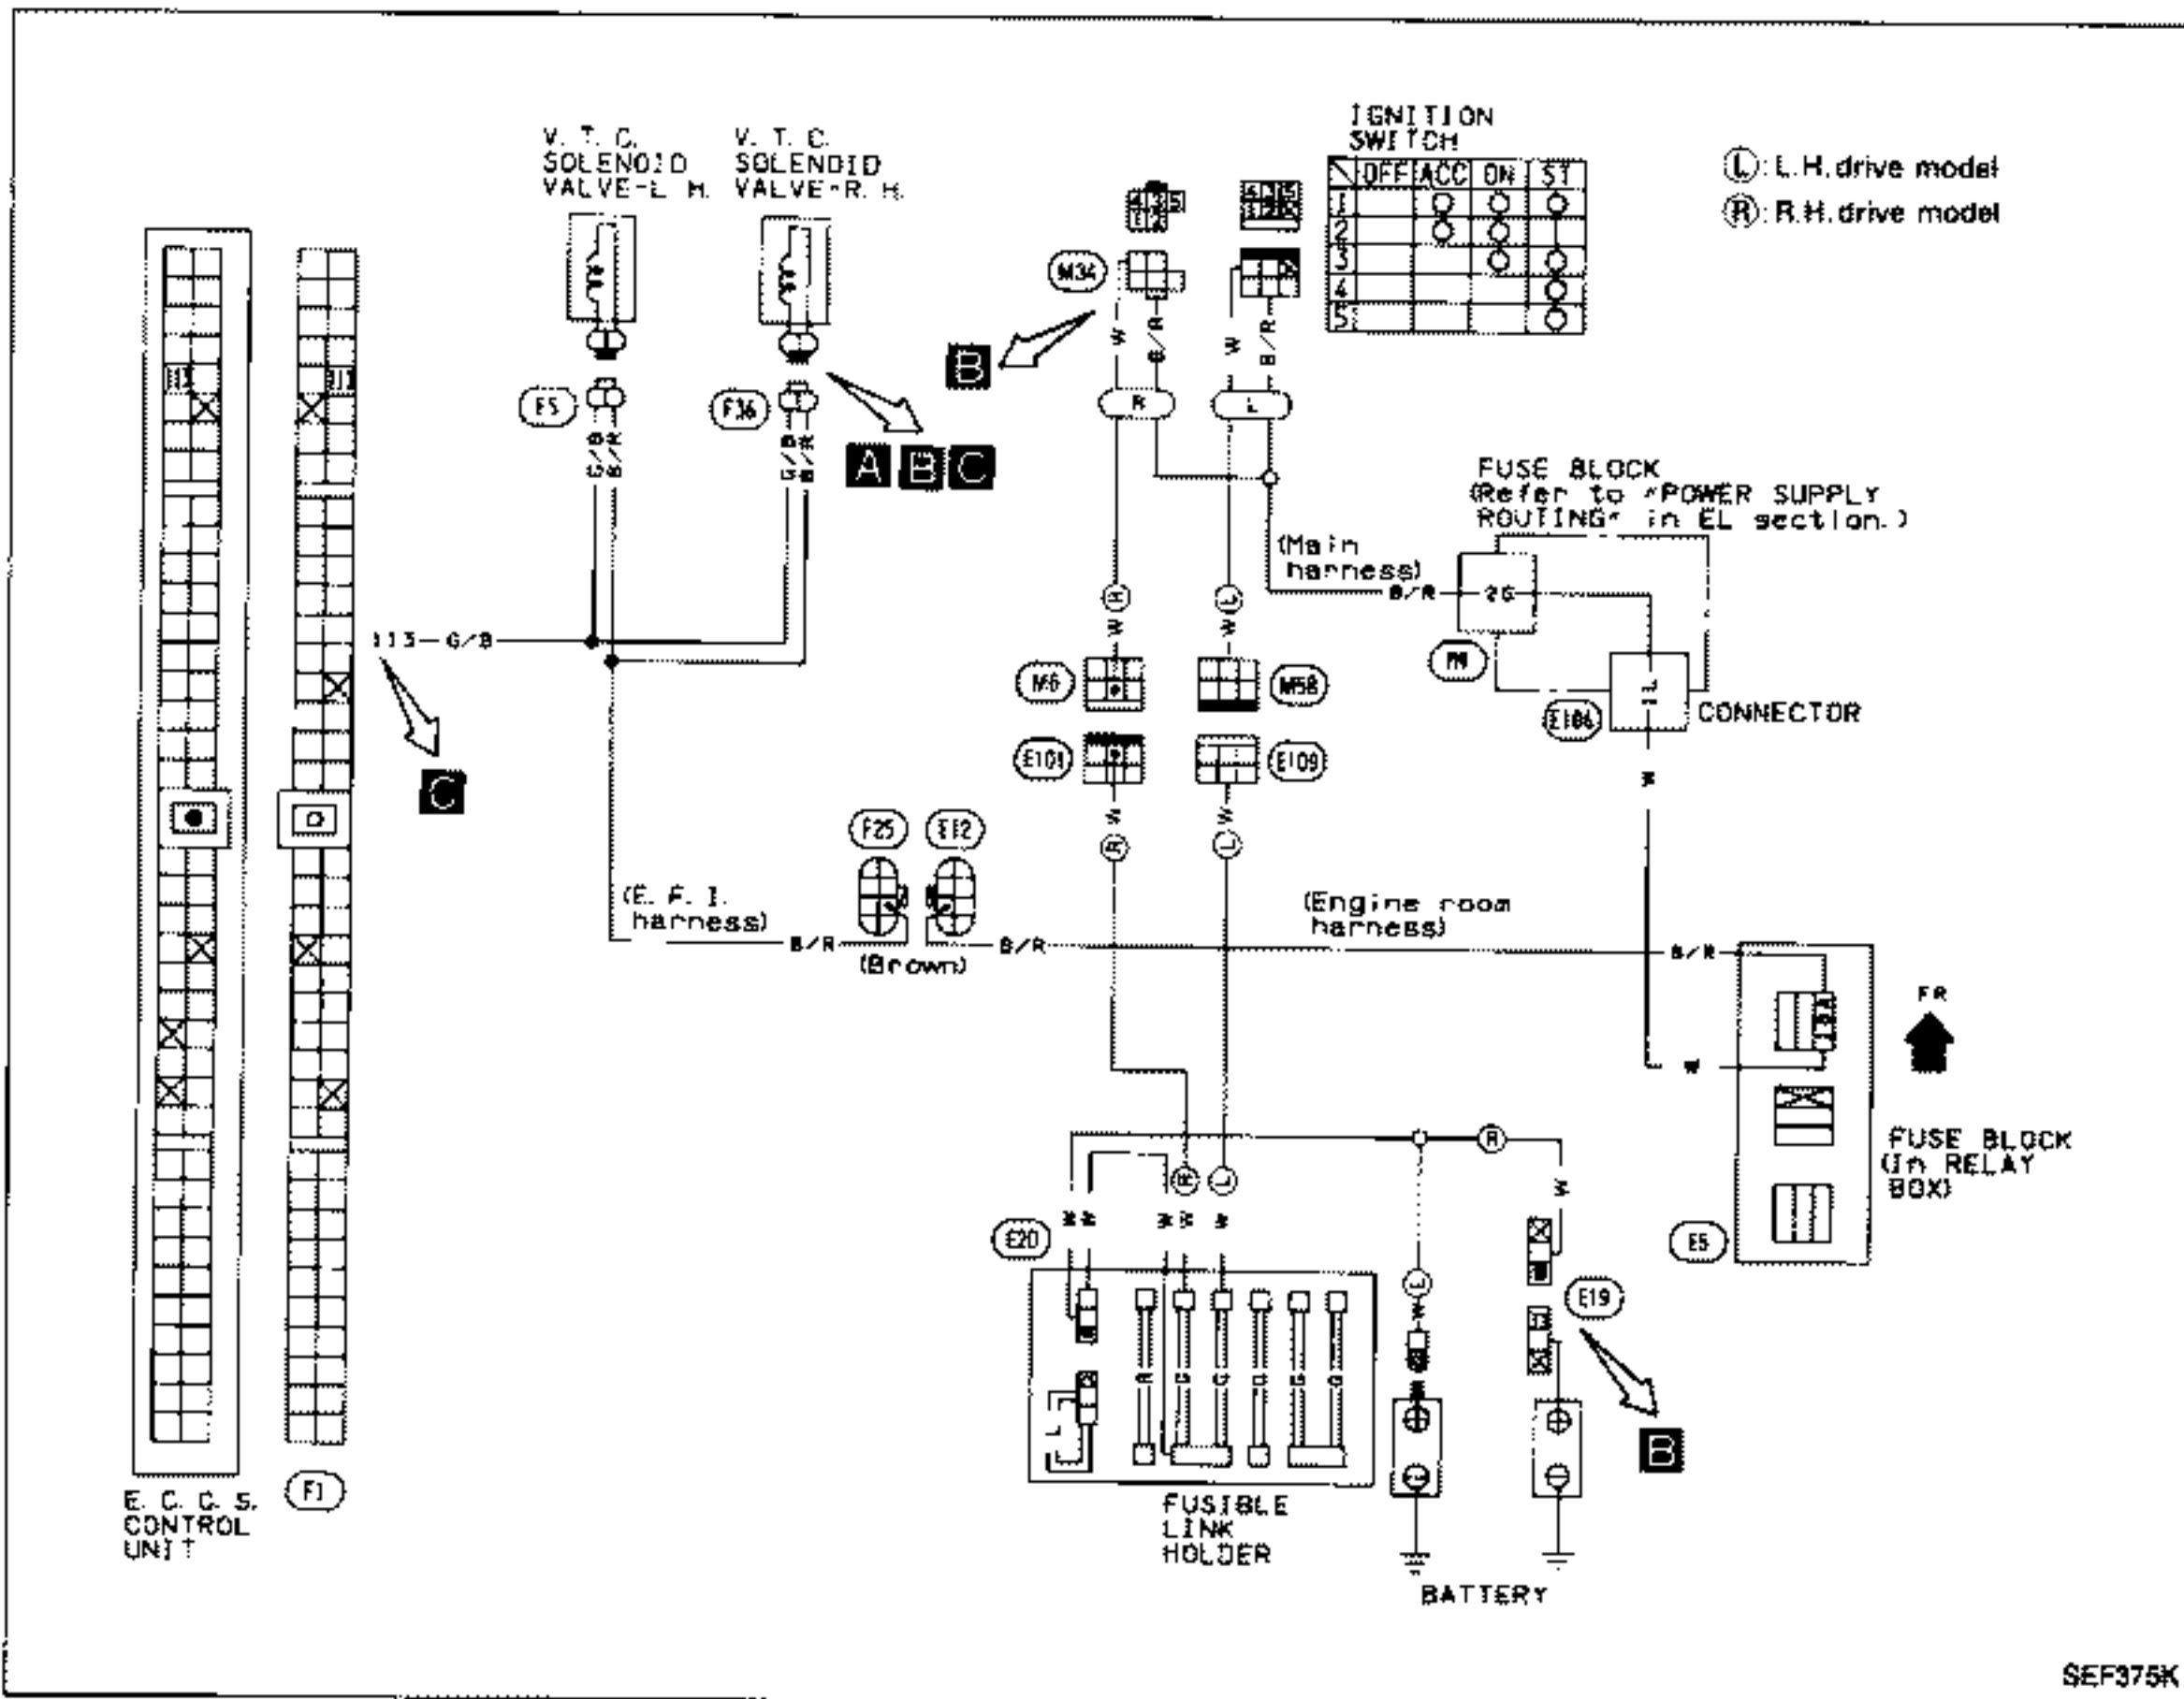 V. T. C.
SOLENOID
VALVE-L. H.
V. T. C.
SOLENOID
VALVE-R. H.
IGNITION
SWITCH
OFF ACC ON ST
1
2
3
4
5
L : L.H. drive model
R : R.H. drive model
M34
W
B/R
W
B/R
B
F36
G/B
B/R
G/B
B/R
A B C
R
L
FUSE BLOCK
(Refer to "POWER SUPPLY
ROUTING" in EL section.)
(Main
harness)
B/R
2G
113
G/B
R
L
W
W
M6
M58
E106
CONNECTOR
C
E101
E109
W
W
W
R
L
F25
E12
(E. F. I.
harness)
B/R
(Brown)
B/R
(Engine room
harness)
B/R
FR
W
FUSE BLOCK
(In RELAY
BOX)
E5
R
R
L
W
W
W
W
W
W
E20
L
W
E19
B
R G G G G
L
FUSIBLE
LINK
HOLDER
BATTERY
E. C. C. S.
CONTROL
UNIT
F1
SEF375K